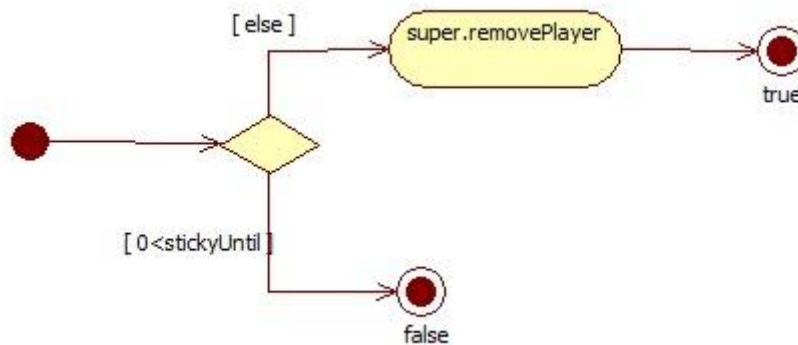 [ else ]
super.removePlayer
true
[ 0<stickyUntil ]
false